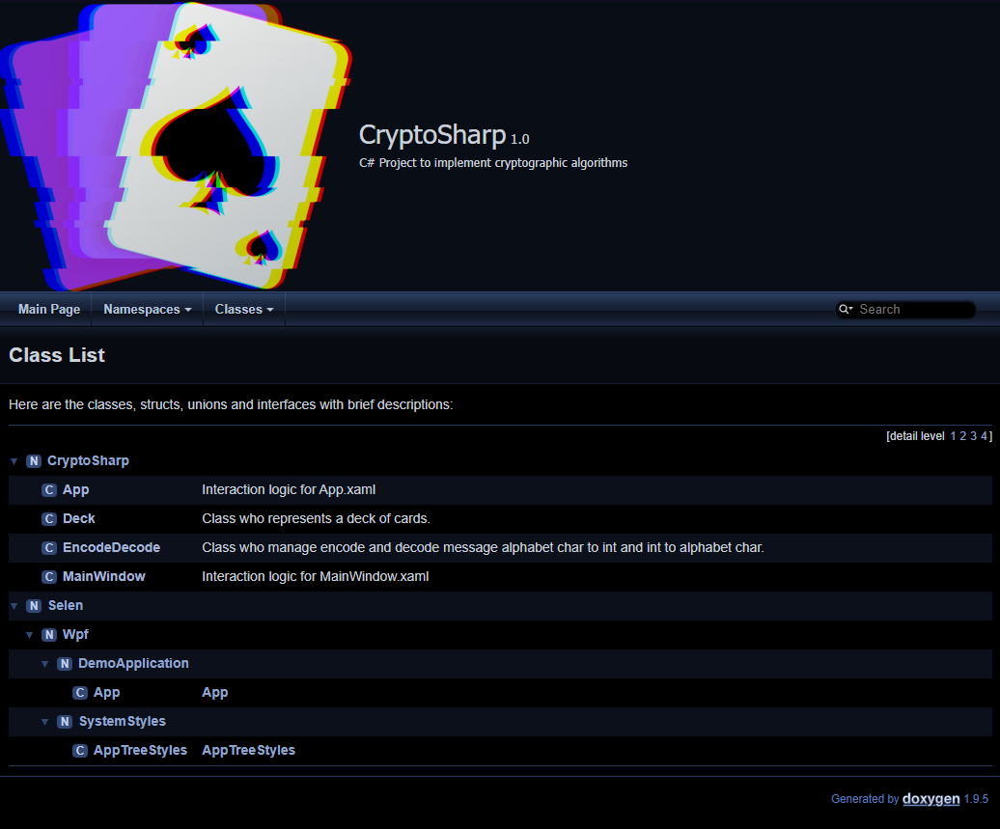 CryptoSharp 1.0
C# Project to implement cryptographic algorithms
Main Page Namespaces Classes Search
Class List
Here are the classes, structs, unions and interfaces with brief descriptions:
[detail level 1 2 3 4]
N CryptoSharp
C App Interaction logic for App.xaml
C Deck Class who represents a deck of cards.
C EncodeDecode Class who manage encode and decode message alphabet char to int and int to alphabet char.
C MainWindow Interaction logic for MainWindow.xaml
N Selen
N Wpf
N DemoApplication
C App App
N SystemStyles
C AppTreeStyles AppTreeStyles
Generated by doxygen 1.9.5